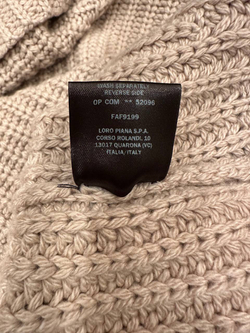 WASH SEPARATELY
REVERSE SIDE
OP COM ** 32096
FAF9199
LORO PIANA S.P.A.
CORSO ROLANDI, 10
13017 QUARONA (VC)
ITALIA/ITALY